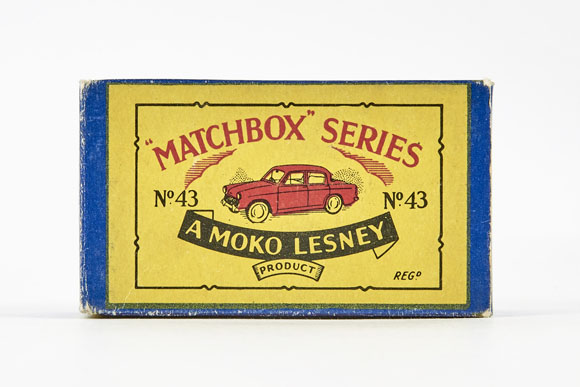 "MATCHBOX" SERIES
Nº 43 Nº 43
A MOKO LESNEY
PRODUCT
REGD